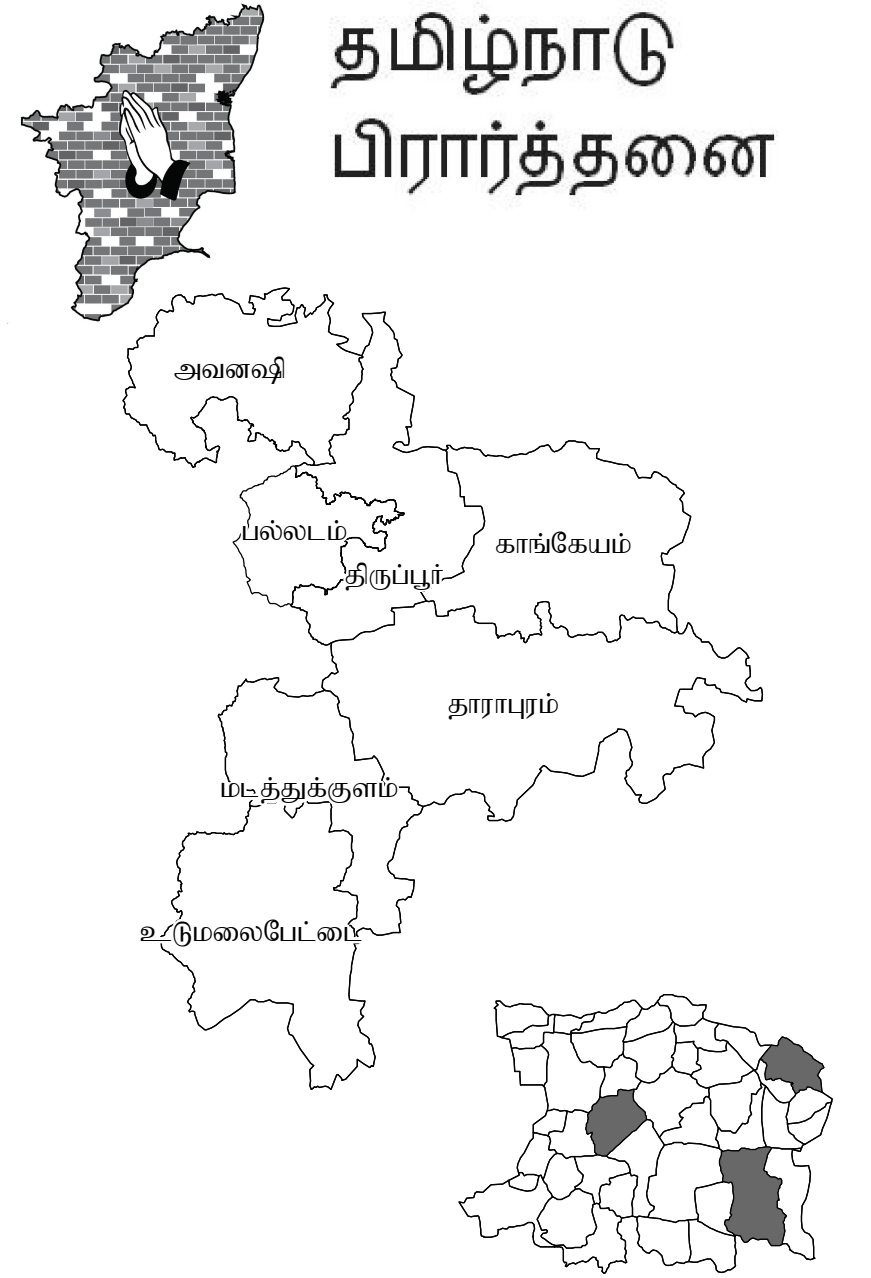 தமிழ்நாடு
பிரார்த்தனை
அவனஷி
பல்லடம்
காங்கேயம்
திருப்பூர்
தாராபுரம்
மடத்துக்குளம்
உடுமலைபேட்டை